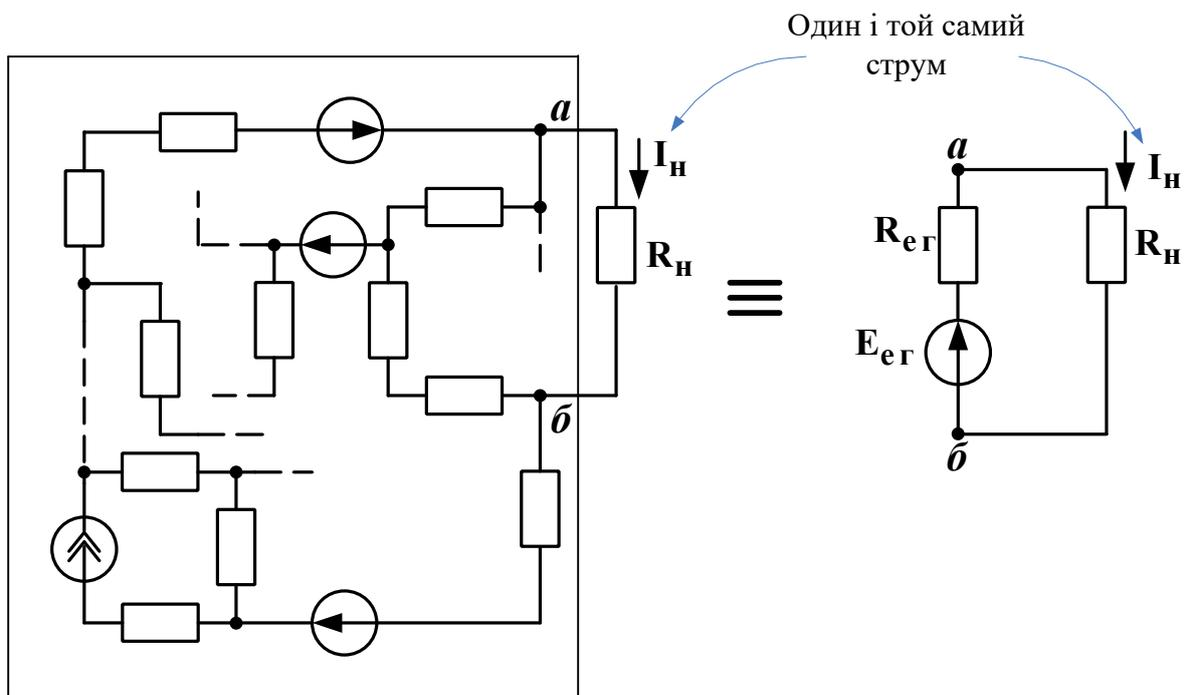 Один і той самий
струм
а
Iн
Rн
б
≡
а
Rе г
Eе г
Iн
Rн
б